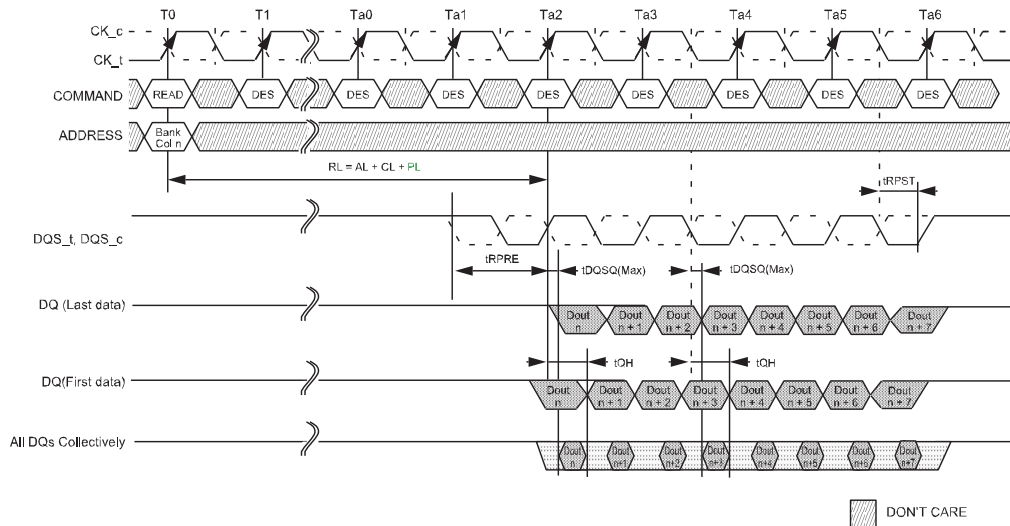 T0 T1 Ta0 Ta1 Ta2 Ta3 Ta4 Ta5 Ta6
CK_c
CK_t
COMMAND READ DES DES DES DES DES DES DES DES
ADDRESS Bank
Col n
RL = AL + CL + PL
tRPST
DQS_t, DQS_c
tRPRE tDQSQ(Max) tDQSQ(Max)
DQ (Last data)
Dout Dout Dout Dout Dout Dout Dout Dout
n n + 1 n + 2 n + 3 n + 4 n + 5 n + 6 n + 7
tQH tQH
DQ(First data)
Dout Dout Dout Dout Dout Dout Dout Dout
n n + 1 n + 2 n + 3 n + 4 n + 5 n + 6 n + 7
All DQs Collectively
Dout Dout Dout Dout Dout Dout Dout Dout
n n+1 n+2 n+3 n+4 n+5 n+6 n+7
DON'T CARE